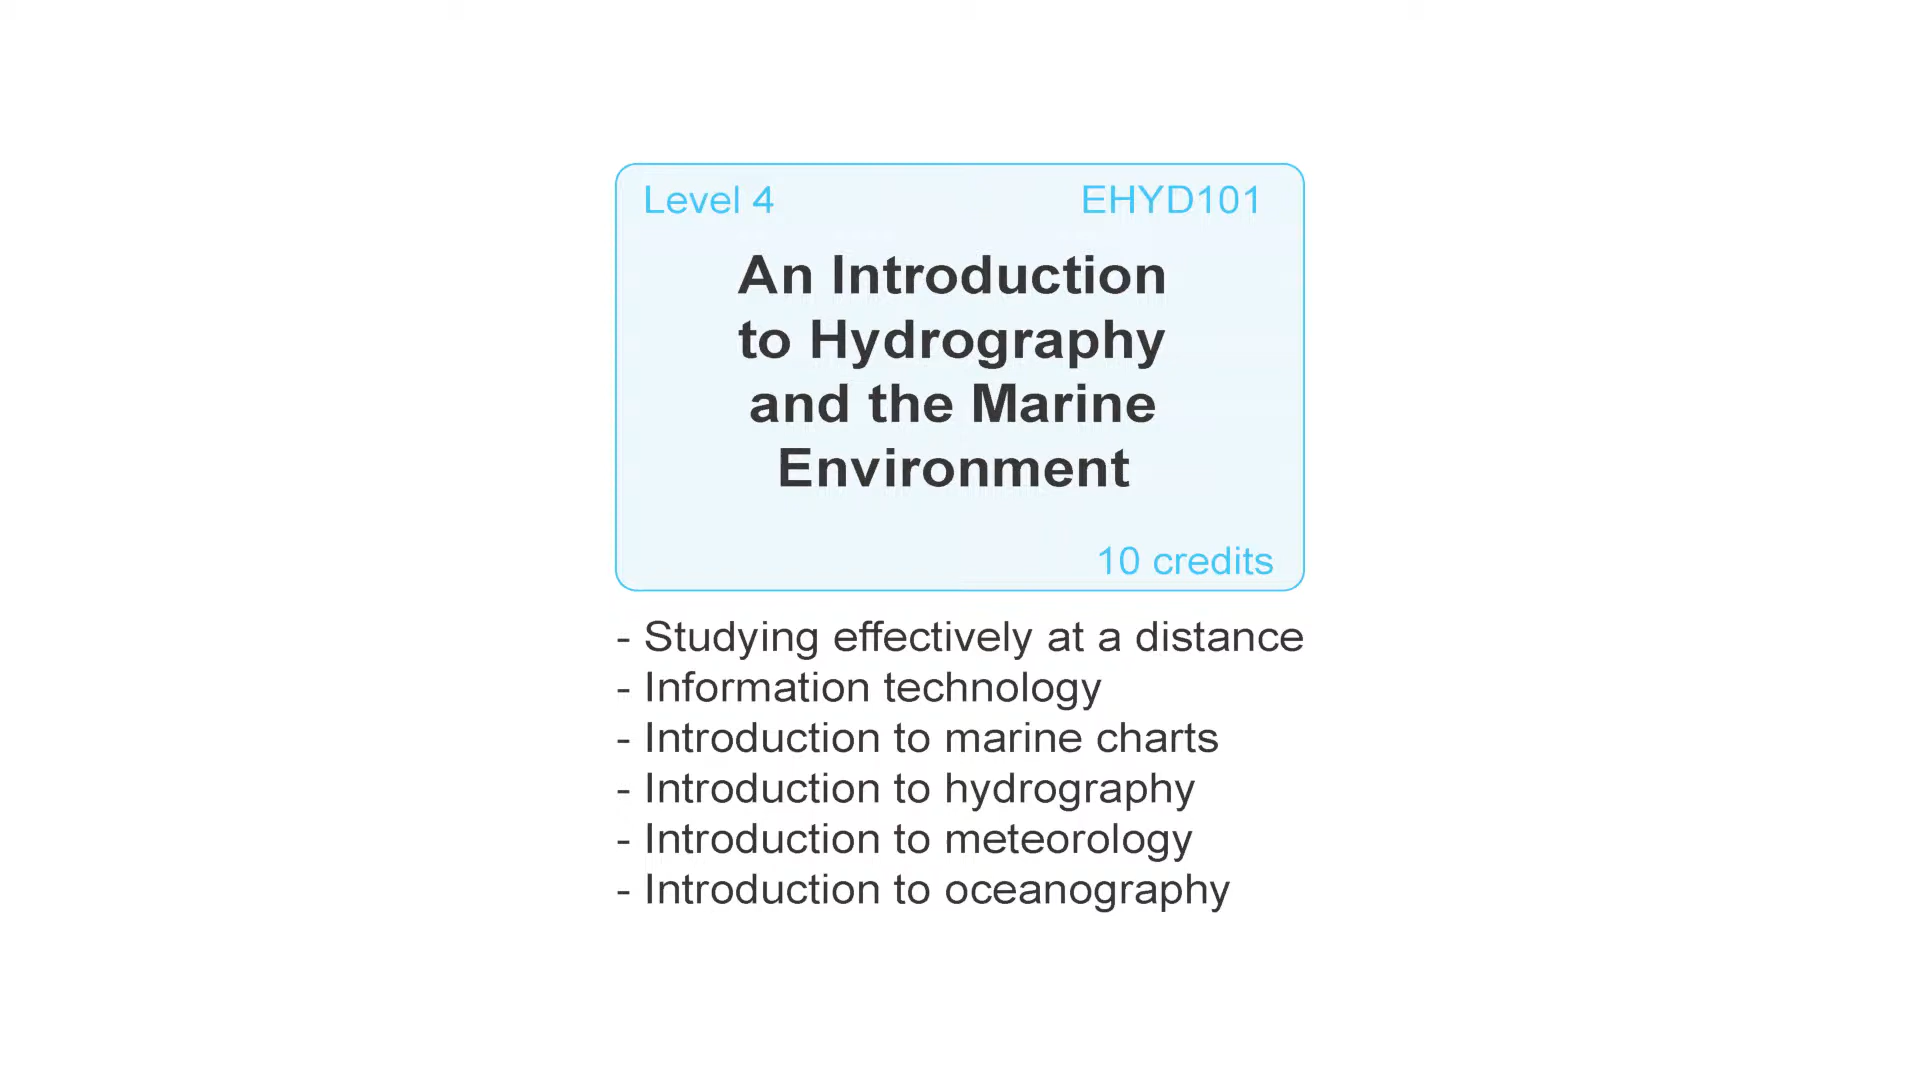 Level 4 EHYD101
An Introduction
to Hydrography
and the Marine
Environment
10 credits
- Studying effectively at a distance
- Information technology
- Introduction to marine charts
- Introduction to hydrography
- Introduction to meteorology
- Introduction to oceanography